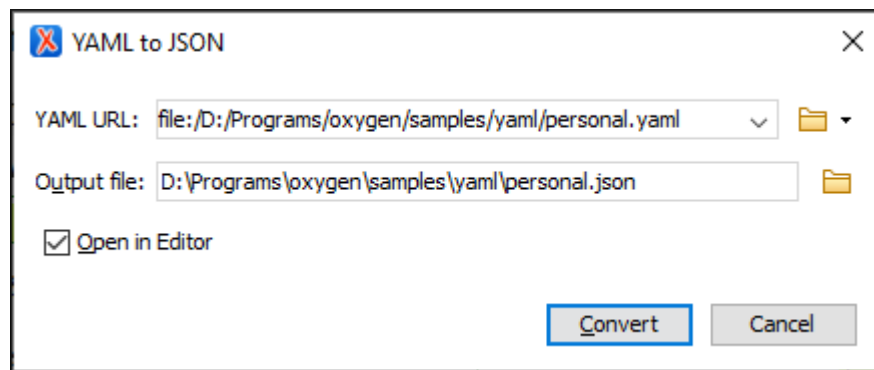 YAML to JSON
YAML URL: file:/D:/Programs/oxygen/samples/yaml/personal.yaml
Output file: D:\Programs\oxygen\samples\yaml\personal.json
Open in Editor
Convert Cancel